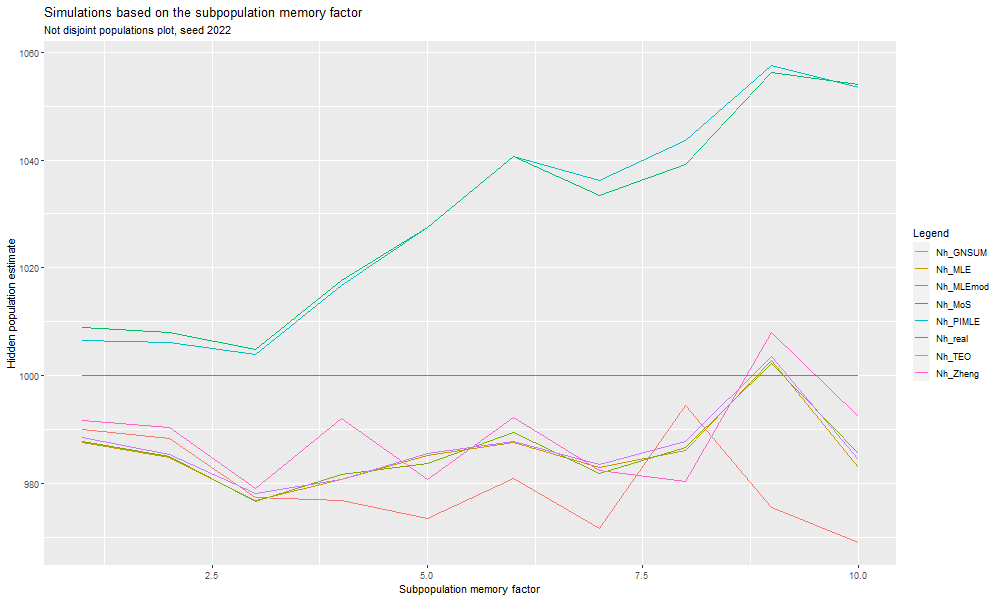 Simulations based on the subpopulation memory factor
Not disjoint populations plot, seed 2022
1060
1040
1020
1000
980
Hidden population estimate
2.5
5.0
7.5
10.0
Subpopulation memory factor
Legend
Nh_GNSUM
Nh_MLE
Nh_MLEmod
Nh_MoS
Nh_PIMLE
Nh_real
Nh_TEO
Nh_Zheng